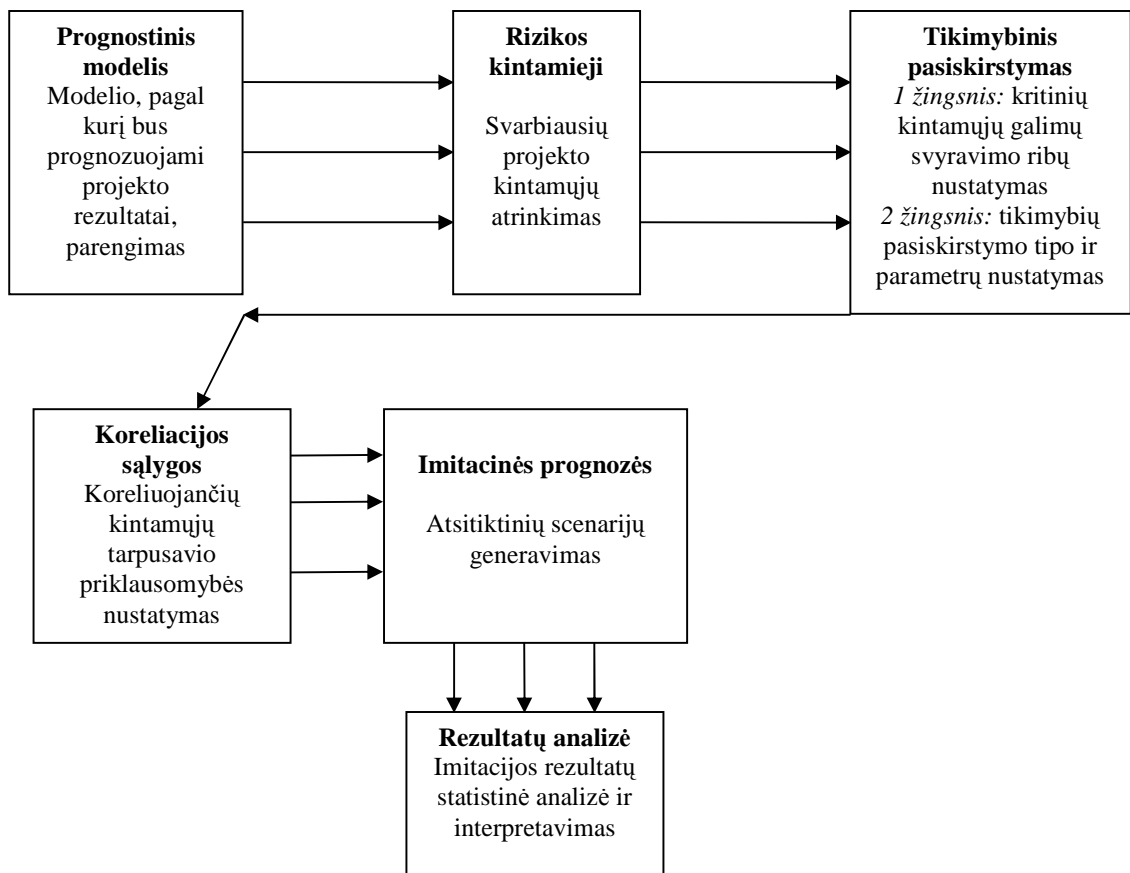 Prognostinis
modelis
Modelio, pagal
kurį bus
prognozuojami
projekto
rezultatai,
parengimas
Rizikos
kintamieji
Svarbiausių
projekto
kintamųjų
atrinkimas
Tikimybinis
pasiskirstymas
1 žingsnis: kritinių
kintamųjų galimų
svyravimo ribų
nustatymas
2 žingsnis: tikimybių
pasiskirstymo tipo ir
parametrų nustatymas
Koreliacijos
sąlygos
Koreliuojančių
kintamųjų
tarpusavio
priklausomybės
nustatymas
Imitacinės prognozės
Atsitiktinių scenarijų
generavimas
Rezultatų analizė
Imitacijos rezultatų
statistinė analizė ir
interpretavimas